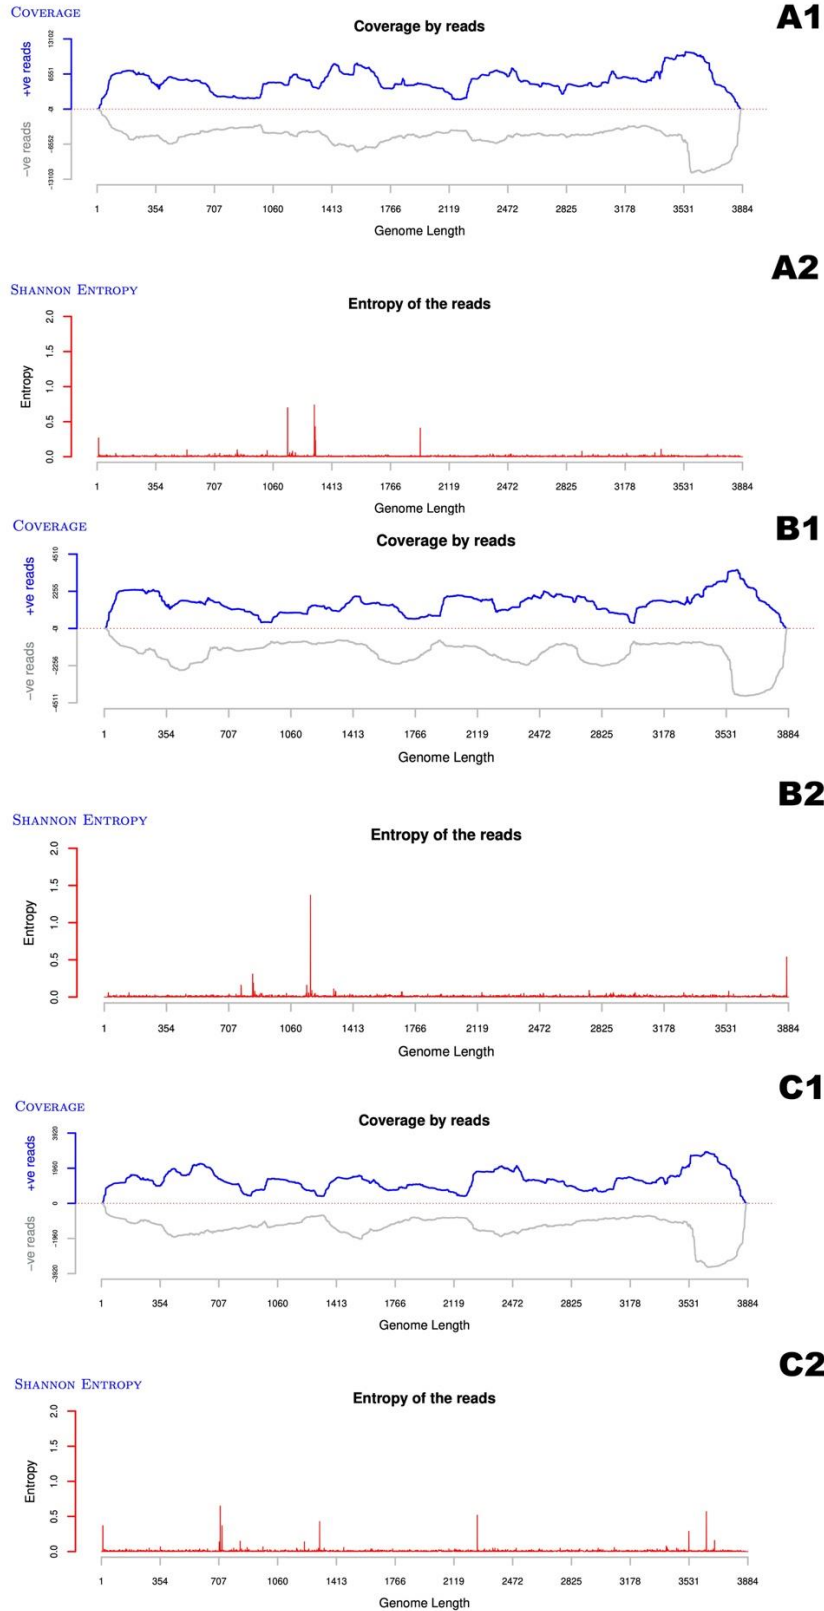 COVERAGE
A1
Coverage by reads
+ve reads
-ve reads
13102
6551
0
-6552
-13103
1 354 707 1060 1413 1766 2119 2472 2825 3178 3531 3884
Genome Length
A2
SHANNON ENTROPY
Entropy of the reads
Entropy
2.0
1.5
1.0
0.5
0.0
1 354 707 1060 1413 1766 2119 2472 2825 3178 3531 3884
Genome Length
COVERAGE
B1
Coverage by reads
+ve reads
-ve reads
4510
2255
0
-2256
-4511
1 354 707 1060 1413 1766 2119 2472 2825 3178 3531 3884
Genome Length
B2
SHANNON ENTROPY
Entropy of the reads
Entropy
2.0
1.5
1.0
0.5
0.0
1 354 707 1060 1413 1766 2119 2472 2825 3178 3531 3884
Genome Length
C1
COVERAGE
Coverage by reads
+ve reads
-ve reads
3920
1960
0
-1960
-3920
1 354 707 1060 1413 1766 2119 2472 2825 3178 3531 3884
Genome Length
C2
SHANNON ENTROPY
Entropy of the reads
Entropy
2.0
1.5
1.0
0.5
0.0
1 354 707 1060 1413 1766 2119 2472 2825 3178 3531 3884
Genome Length